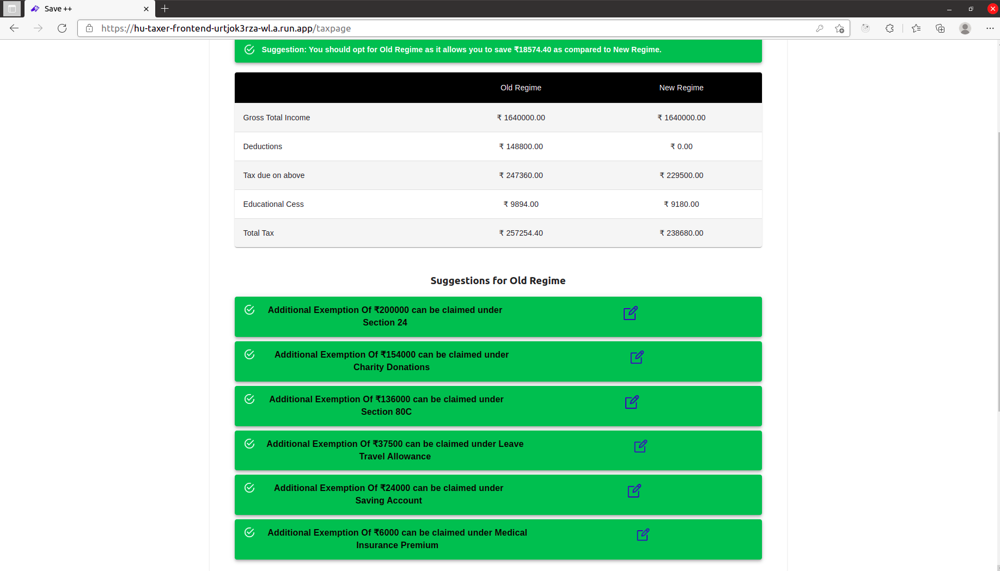 Save ++
https://hu-taxer-frontend-urtjok3rza-wl.a.run.app/taxpage
Suggestion: You should opt for Old Regime as it allows you to save ₹18574.40 as compared to New Regime.
Old Regime New Regime
Gross Total Income ₹ 1640000.00 ₹ 1640000.00
Deductions ₹ 148800.00 ₹ 0.00
Tax due on above ₹ 247360.00 ₹ 229500.00
Educational Cess ₹ 9894.00 ₹ 9180.00
Total Tax ₹ 257254.40 ₹ 238680.00
Suggestions for Old Regime
Additional Exemption Of ₹200000 can be claimed under
Section 24
Additional Exemption Of ₹154000 can be claimed under
Charity Donations
Additional Exemption Of ₹136000 can be claimed under
Section 80C
Additional Exemption Of ₹37500 can be claimed under Leave
Travel Allowance
Additional Exemption Of ₹24000 can be claimed under
Saving Account
Additional Exemption Of ₹6000 can be claimed under Medical
Insurance Premium